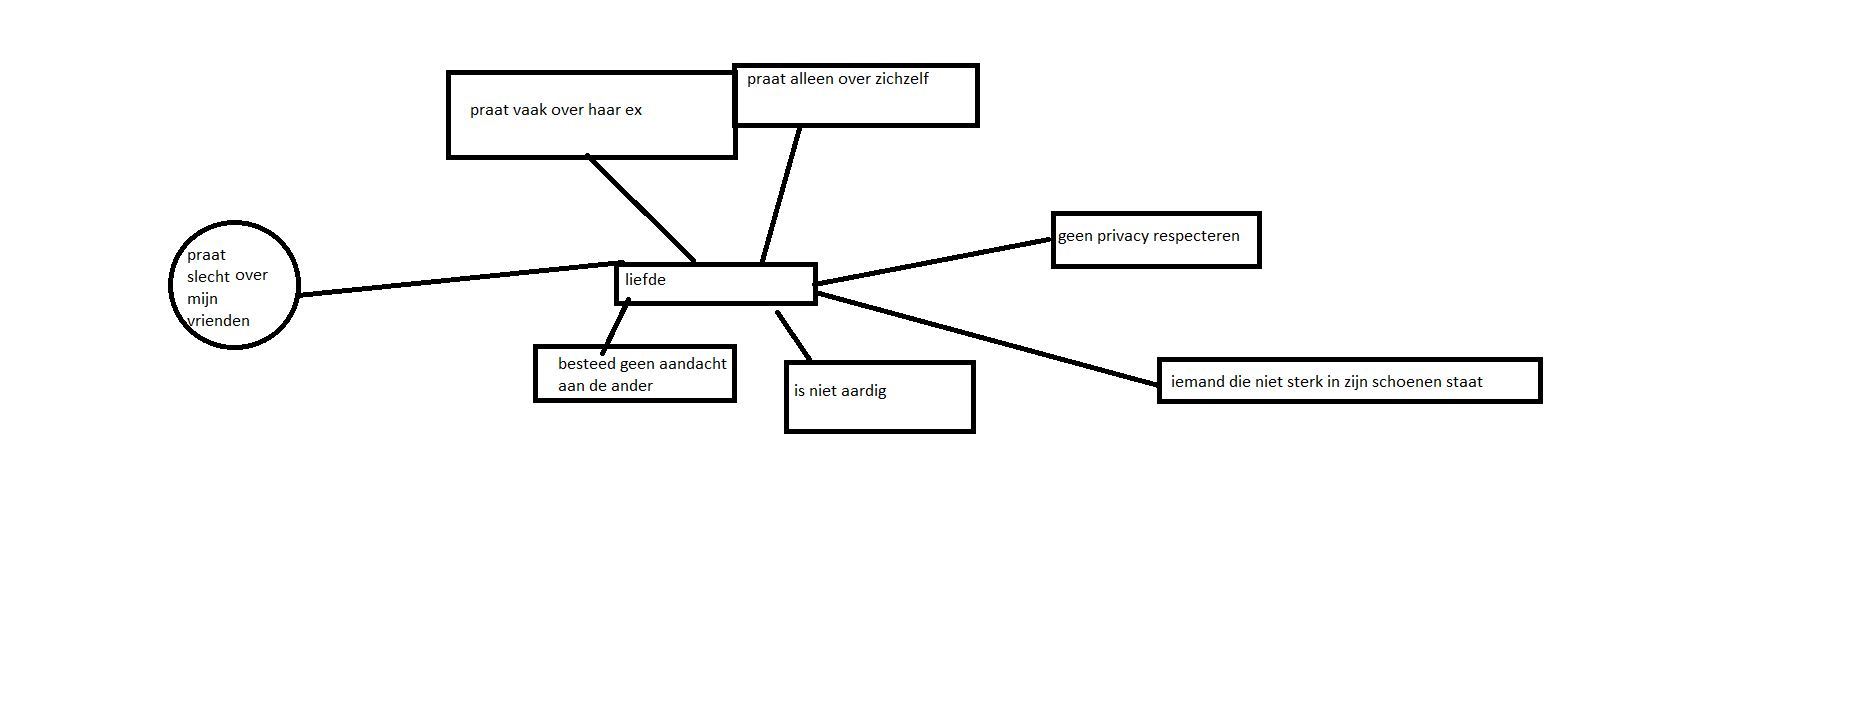 praat alleen over zichzelf
praat vaak over haar ex
geen privacy respecteren
praat
slecht over
mijn
vrienden
liefde
besteed geen aandacht
aan de ander
is niet aardig
iemand die niet sterk in zijn schoenen staat